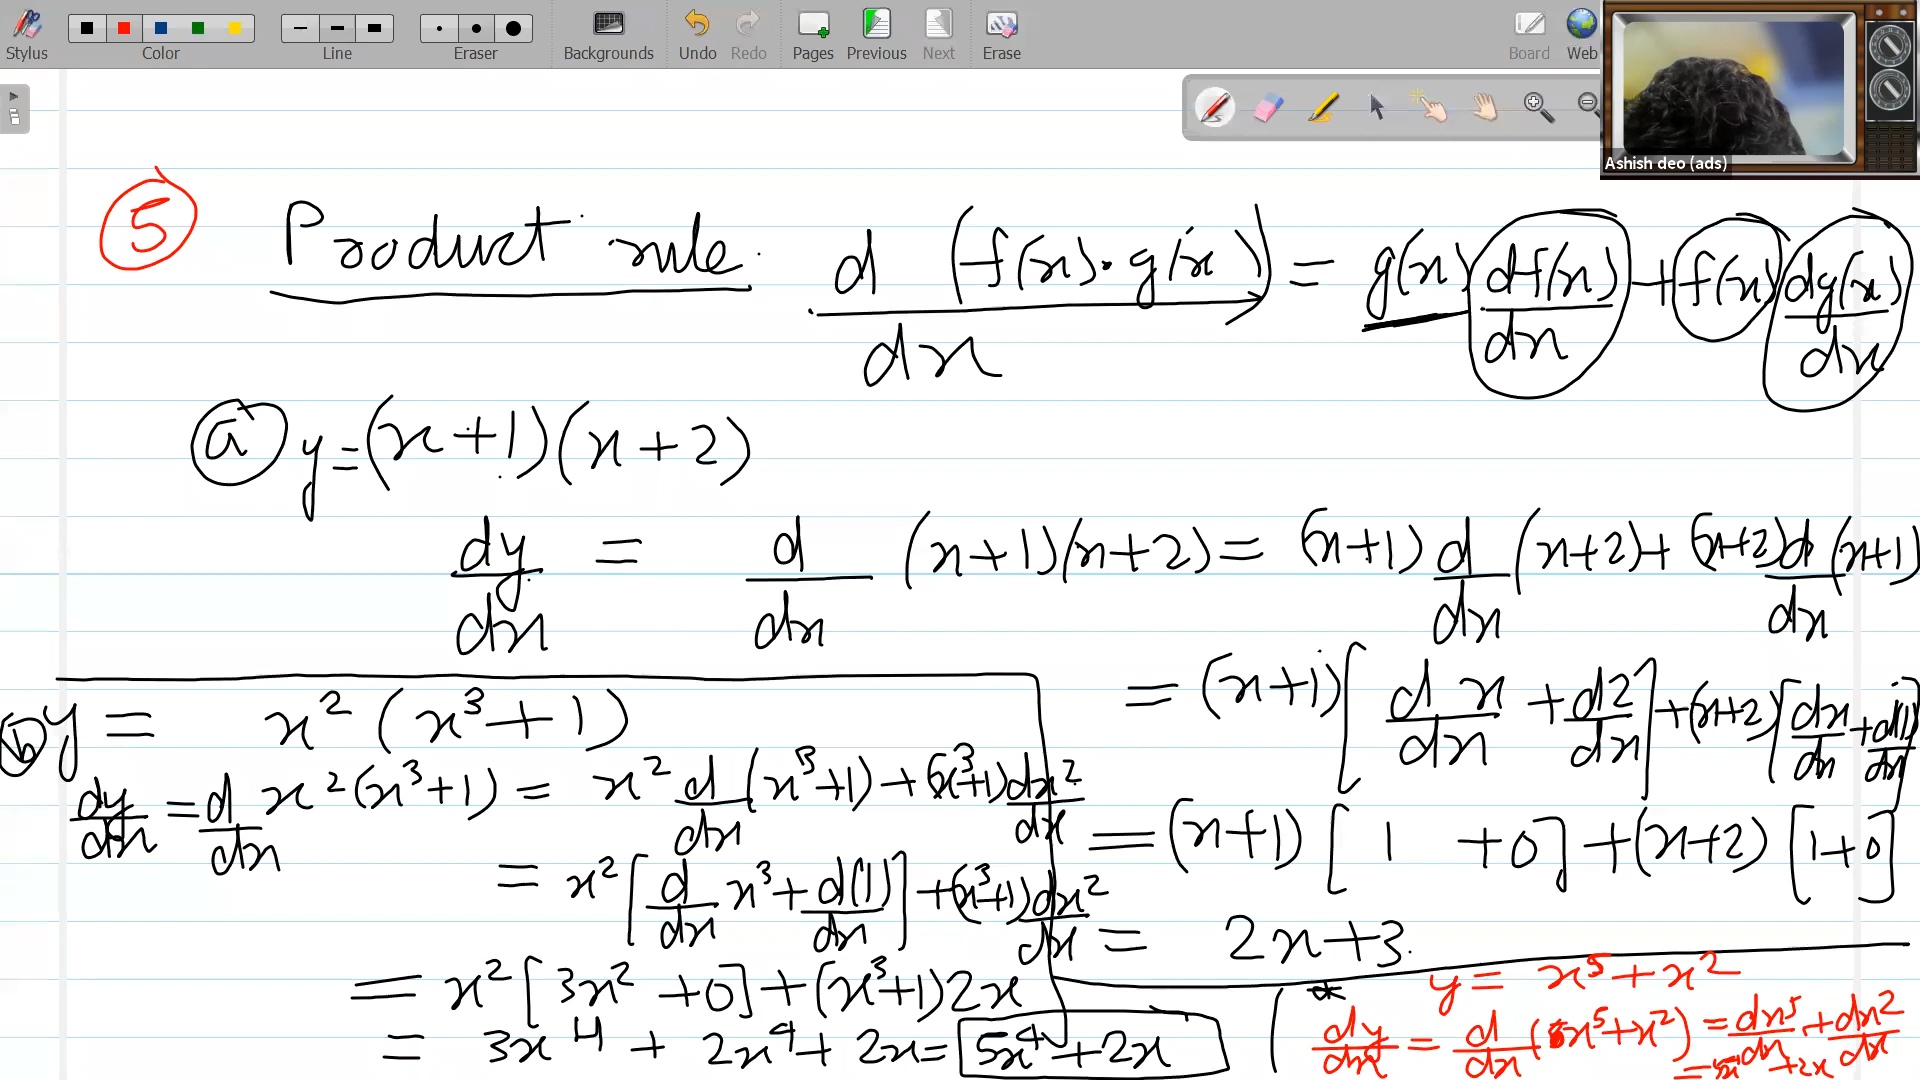 Stylus Color Line Eraser Backgrounds Undo Redo Pages Previous Next Erase Board Web
Ashish deo (ads)
5 Product rule. d/dx (f(x)·g(x)) = g(x) df(x)/dx + f(x) dg(x)/dx
a y=(x+1)(x+2)
dy/dx = d/dx (x+1)(x+2) = (x+1) d/dx (x+2) + (x+2) d/dx (x+1)
= (x+1) [dx/dx + d2/dx] + (x+2) [dx/dx + d(1)/dx]
= (x+1) [1 +0] + (x+2) [1+0]
= 2x+3.
b y = x² (x³+1)
dy/dx = d/dx x²(x³+1) = x² d/dx (x³+1) + (x³+1) dx²/dx
= x² [d/dx x³ + d(1)/dx] + (x³+1) dx²/dx
= x² [3x² +0] + (x³+1)2x
= 3x⁴ + 2x⁴ + 2x = 5x⁴ + 2x
y = x⁵ + x²
dy/dx = d/dx (x⁵+x²) = dx⁵/dx + dx²/dx